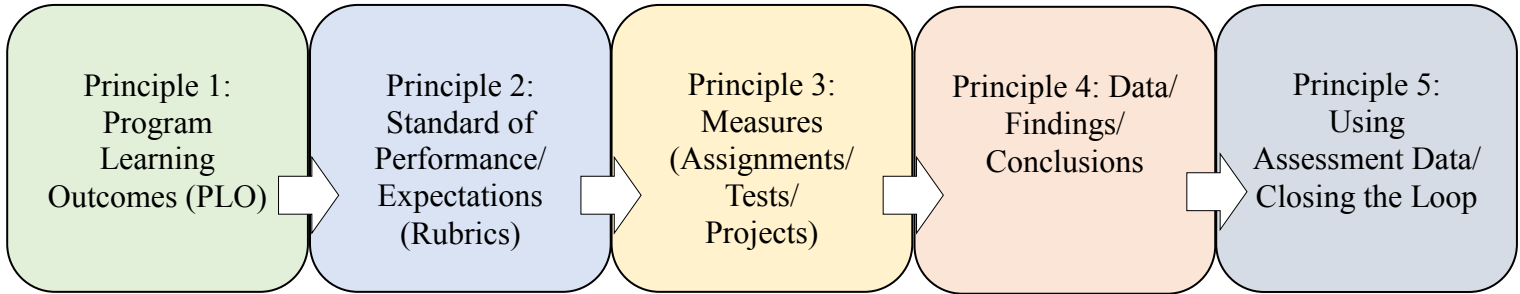 Principle 1:
Program
Learning
Outcomes (PLO)
Principle 2:
Standard of
Performance/
Expectations
(Rubrics)
Principle 3:
Measures
(Assignments/
Tests/
Projects)
Principle 4: Data/
Findings/
Conclusions
Principle 5:
Using
Assessment Data/
Closing the Loop